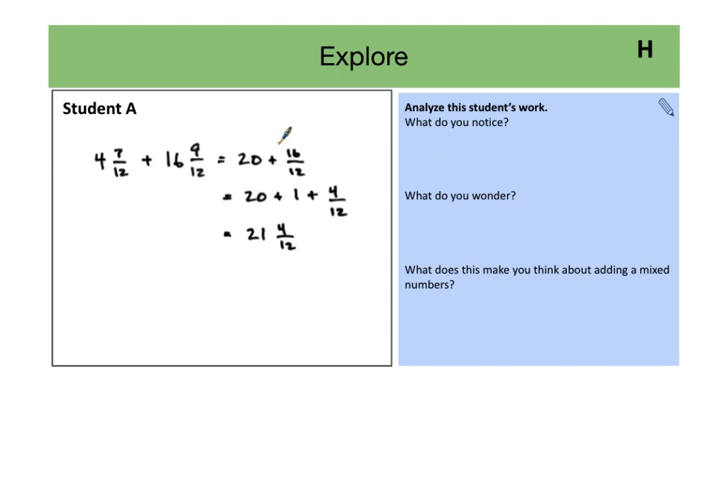 Explore
H
Student A
4 7/12 + 16 9/12 = 20 + 16/12
= 20 + 1 + 4/12
= 21 4/12
Analyze this student's work.
What do you notice?
What do you wonder?
What does this make you think about adding a mixed
numbers?